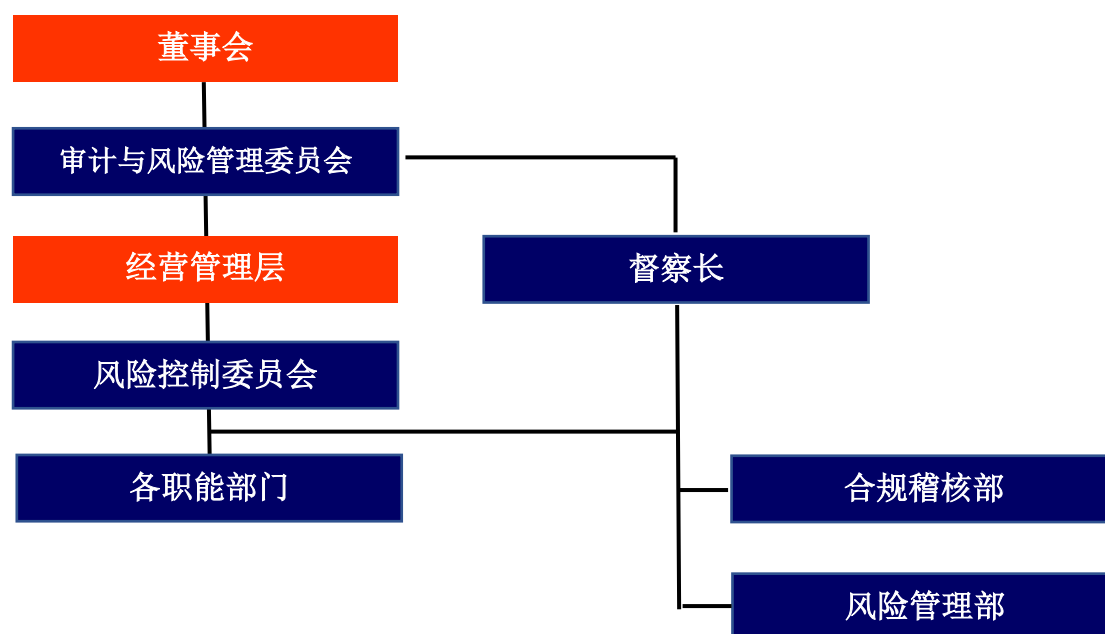 董事会
审计与风险管理委员会
经营管理层
督察长
风险控制委员会
各职能部门
合规稽核部
风险管理部